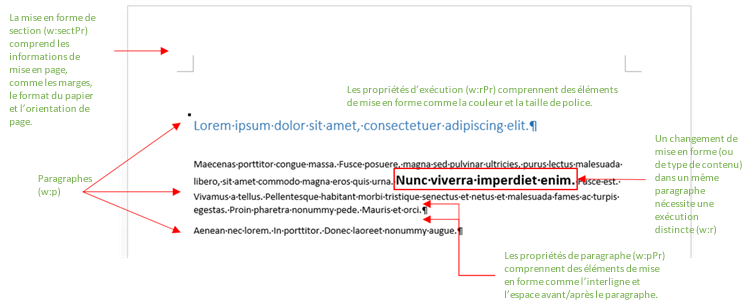 La mise en forme de
section (w:sectPr)
comprend les
informations de
mise en page,
comme les marges,
le format du papier
et l'orientation de
page.
Les propriétés d'exécution (w:rPr) comprennent des éléments
de mise en forme comme la couleur et la taille de police.
Lorem·ipsum·dolor·sit·amet,·consectetuer·adipiscing·elit.¶
Paragraphes
(w:p)
Maecenas·porttitor·congue·massa.·Fusce·posuere,·magna·sed·pulvinar·ultricies,·purus·lectus·malesuada·
libero,·sit·amet·commodo·magna·eros·quis·urna.·Nunc·viverra·imperdiet·enim.·Fusce·est.·
Vivamus·a·tellus.·Pellentesque·habitant·morbi·tristique·senectus·et·netus·et·malesuada·fames·ac·turpis·
egestas.·Proin·pharetra·nonummy·pede.·Mauris·et·orci.¶
Aenean·nec·lorem.·In·porttitor.·Donec·laoreet·nonummy·augue.¶
Un changement de
mise en forme (ou
de type de contenu)
dans un même
paragraphe
nécessite une
exécution
distincte (w:r)
Les propriétés de paragraphe (w:pPr)
comprennent des éléments de mise
en forme comme l'interligne et
l'espace avant/après le paragraphe.